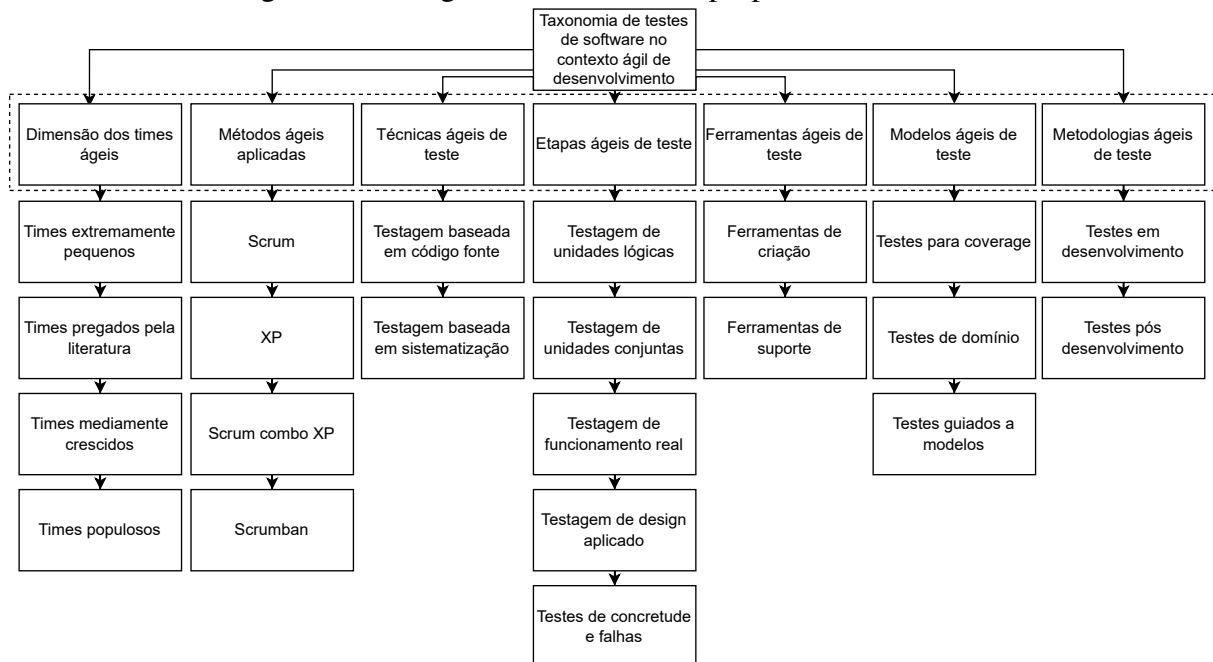 Taxonomia de testes
de software no
contexto ágil de
desenvolvimento
Dimensão dos times
ágeis
Métodos ágeis
aplicadas
Técnicas ágeis de
teste
Etapas ágeis de teste
Ferramentas ágeis de
teste
Modelos ágeis de
teste
Metodologias ágeis
de teste
Times extremamente
pequenos
Scrum
Testagem baseada
em código fonte
Testagem de
unidades lógicas
Ferramentas de
criação
Testes para coverage
Testes em
desenvolvimento
Times pregados pela
literatura
XP
Testagem baseada
em sistematização
Testagem de
unidades conjuntas
Ferramentas de
suporte
Testes de domínio
Testes pós
desenvolvimento
Times mediamente
crescidos
Scrum combo XP
Testagem de
funcionamento real
Testes guiados a
modelos
Times populosos
Scrumban
Testagem de design
aplicado
Testes de concretude
e falhas